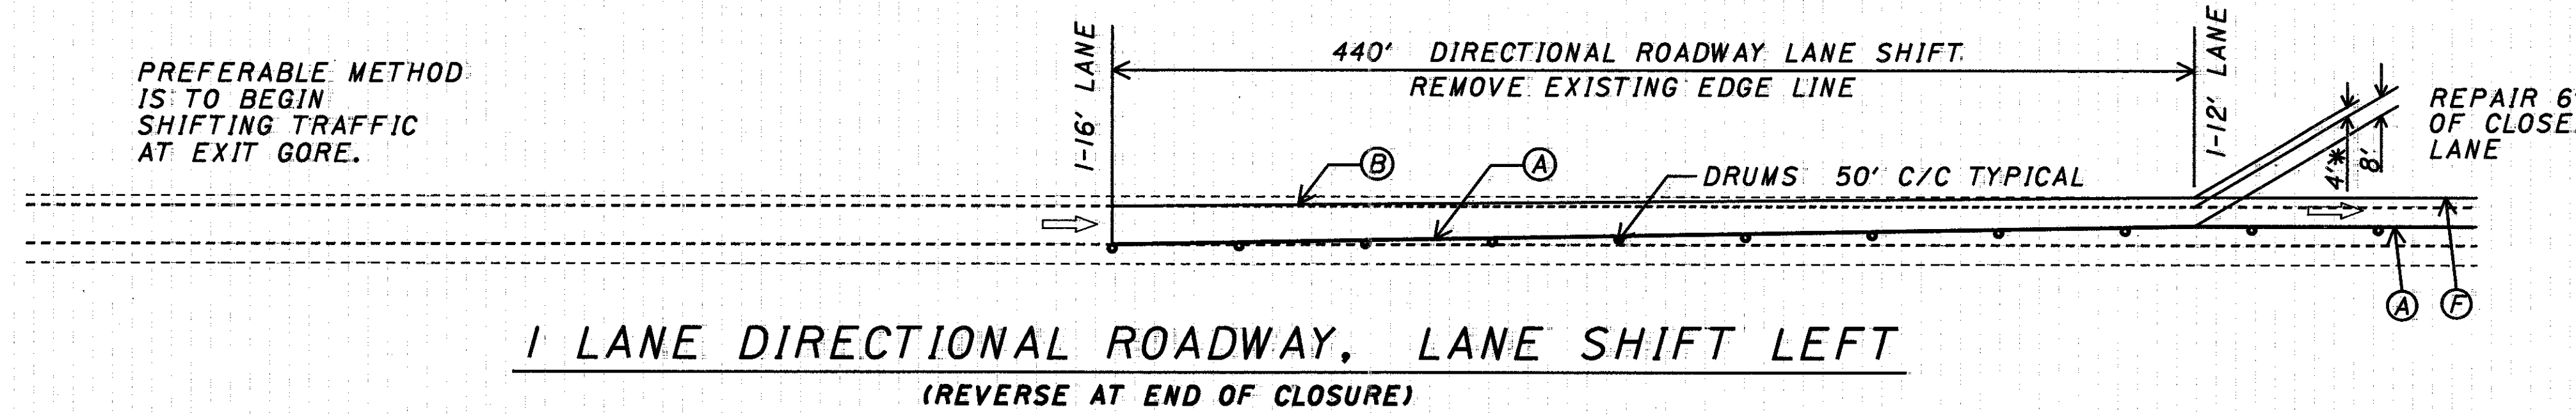 PREFERABLE METHOD
IS TO BEGIN
SHIFTING TRAFFIC
AT EXIT GORE.
1-16' LANE
440' DIRECTIONAL ROADWAY LANE SHIFT
REMOVE EXISTING EDGE LINE
1-12' LANE
4'*
8'
REPAIR 6
OF CLOSE
LANE
B
A
DRUMS 50' C/C TYPICAL
A
F
1 LANE DIRECTIONAL ROADWAY, LANE SHIFT LEFT
(REVERSE AT END OF CLOSURE)